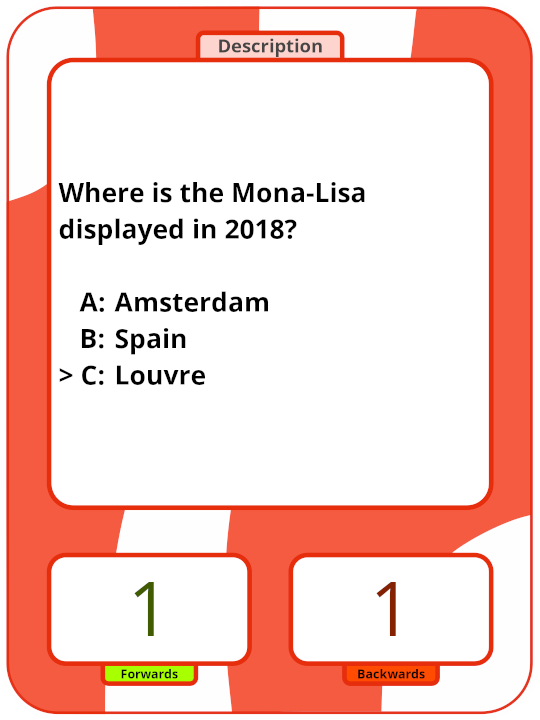 Description
Where is the Mona-Lisa
displayed in 2018?
A: Amsterdam
B: Spain
> C: Louvre
1
1
Forwards
Backwards